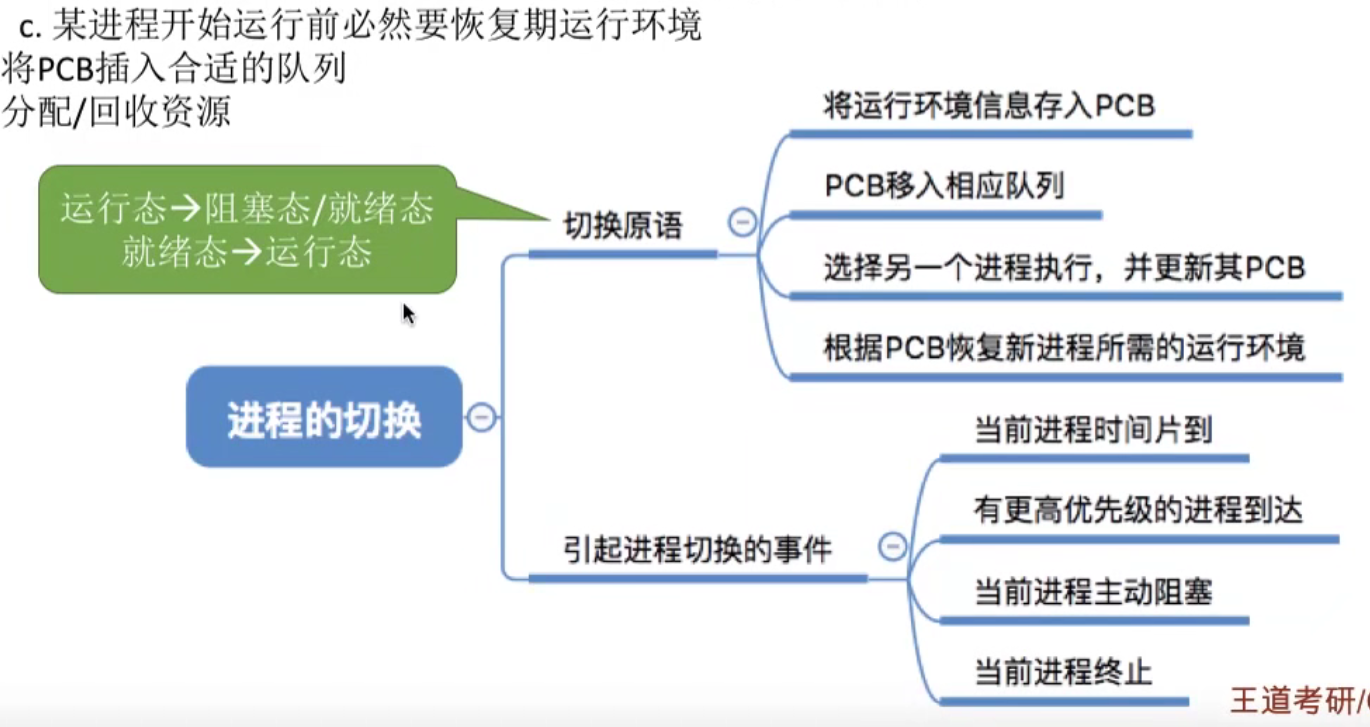 c. 某进程开始运行前必然要恢复期运行环境
将PCB插入合适的队列
分配/回收资源
运行态→阻塞态/就绪态
就绪态→运行态
进程的切换
切换原语
将运行环境信息存入PCB
PCB移入相应队列
选择另一个进程执行，并更新其PCB
根据PCB恢复新进程所需的运行环境
引起进程切换的事件
当前进程时间片到
有更高优先级的进程到达
当前进程主动阻塞
当前进程终止
王道考研/